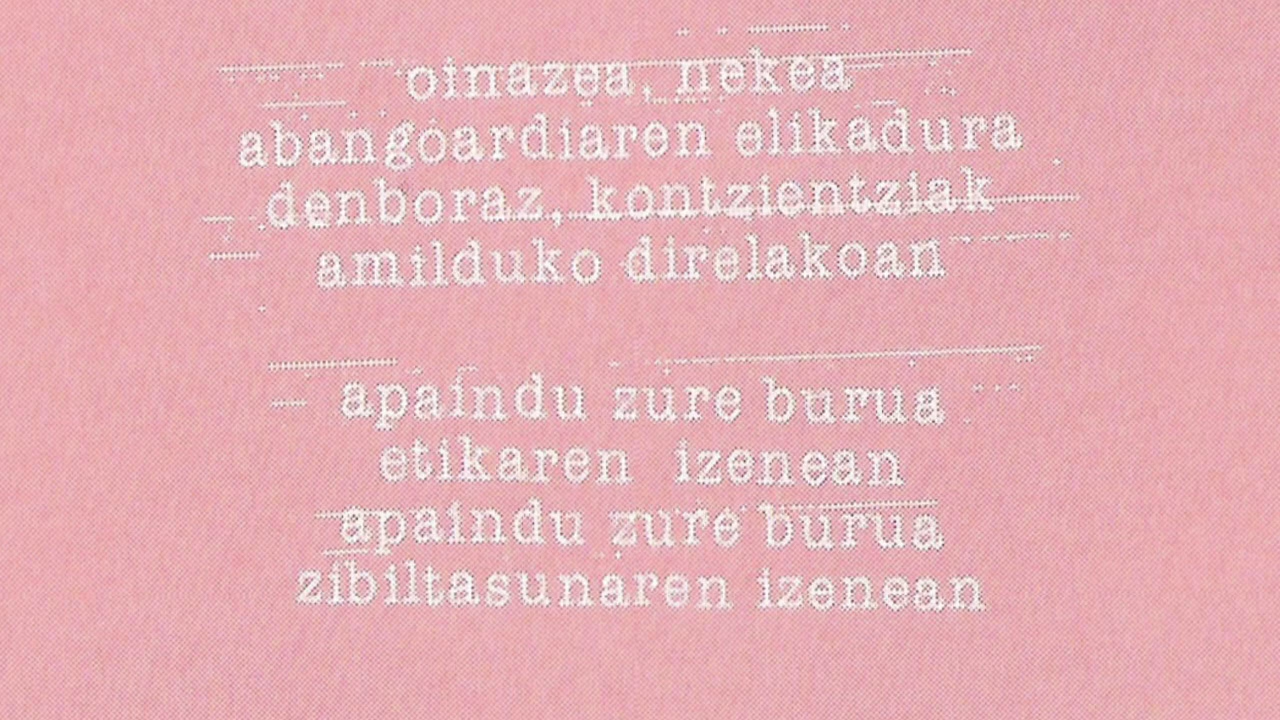 oinazea, nekea
abangoardiaren elikadura
denboraz, kontzientziak
amilduko direlakoan
apaindu zure burua
etikaren izenean
apaindu zure burua
zibiltasunaren izenean